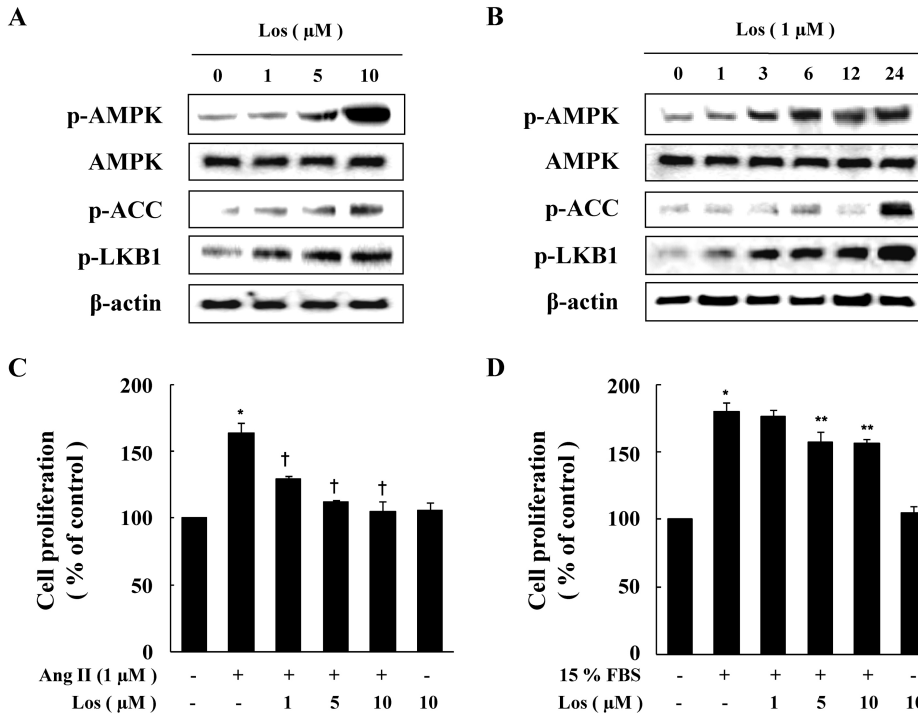 A
Los ( μM )
0 1 5 10
p-AMPK
AMPK
p-ACC
p-LKB1
β-actin
B
Los ( 1 μM )
0 1 3 6 12 24
p-AMPK
AMPK
p-ACC
p-LKB1
β-actin
C
Cell proliferation
( % of control )
200
150
100
50
0
*
†
†
†
Ang II (1 μM ) - + + + + -
Los ( μM ) - - 1 5 10 10
D
Cell proliferation
( % of control )
200
150
100
50
0
*
**
**
15 % FBS - + + + + -
Los ( μM ) - - 1 5 10 10